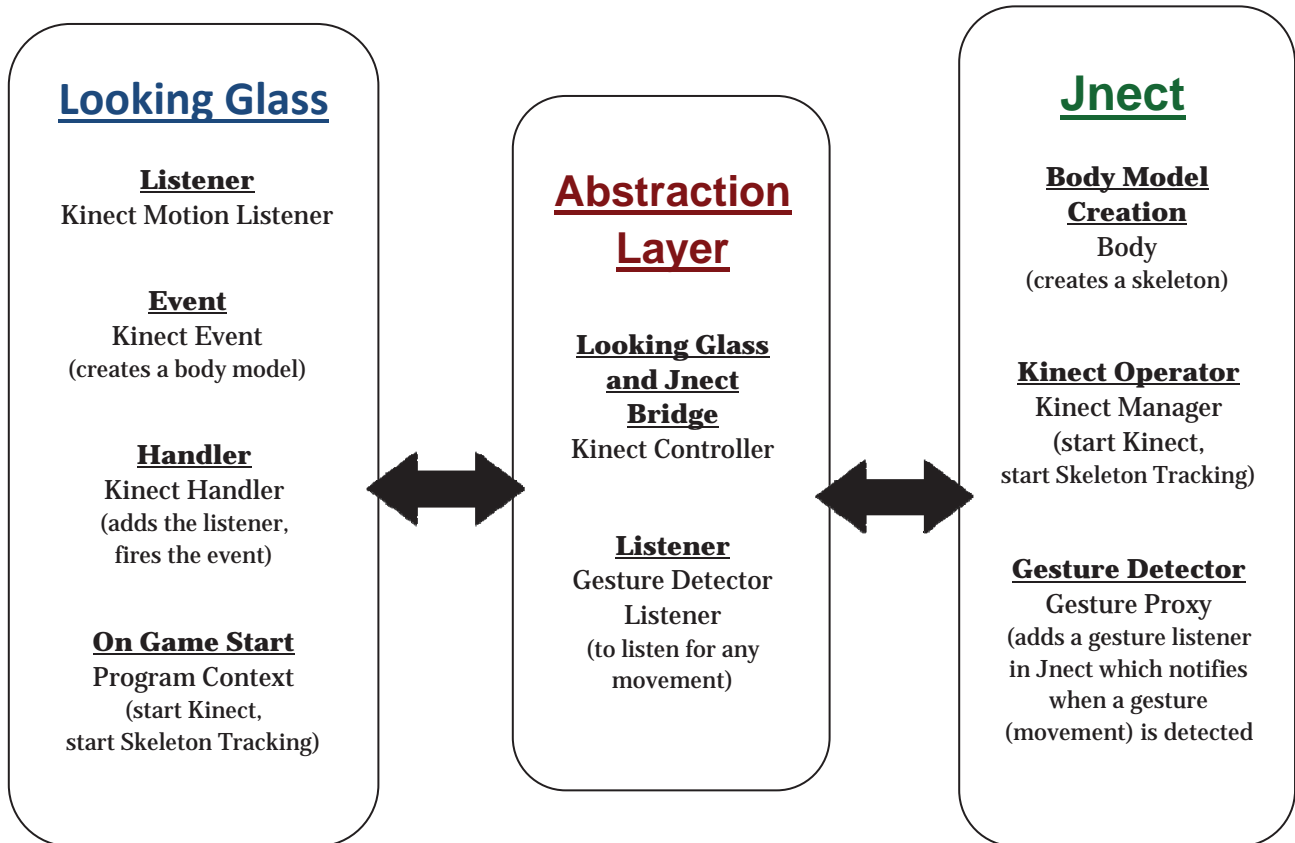 Looking Glass
Listener
Kinect Motion Listener
Event
Kinect Event
(creates a body model)
Handler
Kinect Handler
(adds the listener,
fires the event)
On Game Start
Program Context
(start Kinect,
start Skeleton Tracking)
Abstraction
Layer
Looking Glass
and Jnect
Bridge
Kinect Controller
Listener
Gesture Detector
Listener
(to listen for any
movement)
Jnect
Body Model
Creation
Body
(creates a skeleton)
Kinect Operator
Kinect Manager
(start Kinect,
start Skeleton Tracking)
Gesture Detector
Gesture Proxy
(adds a gesture listener
in Jnect which notifies
when a gesture
(movement) is detected